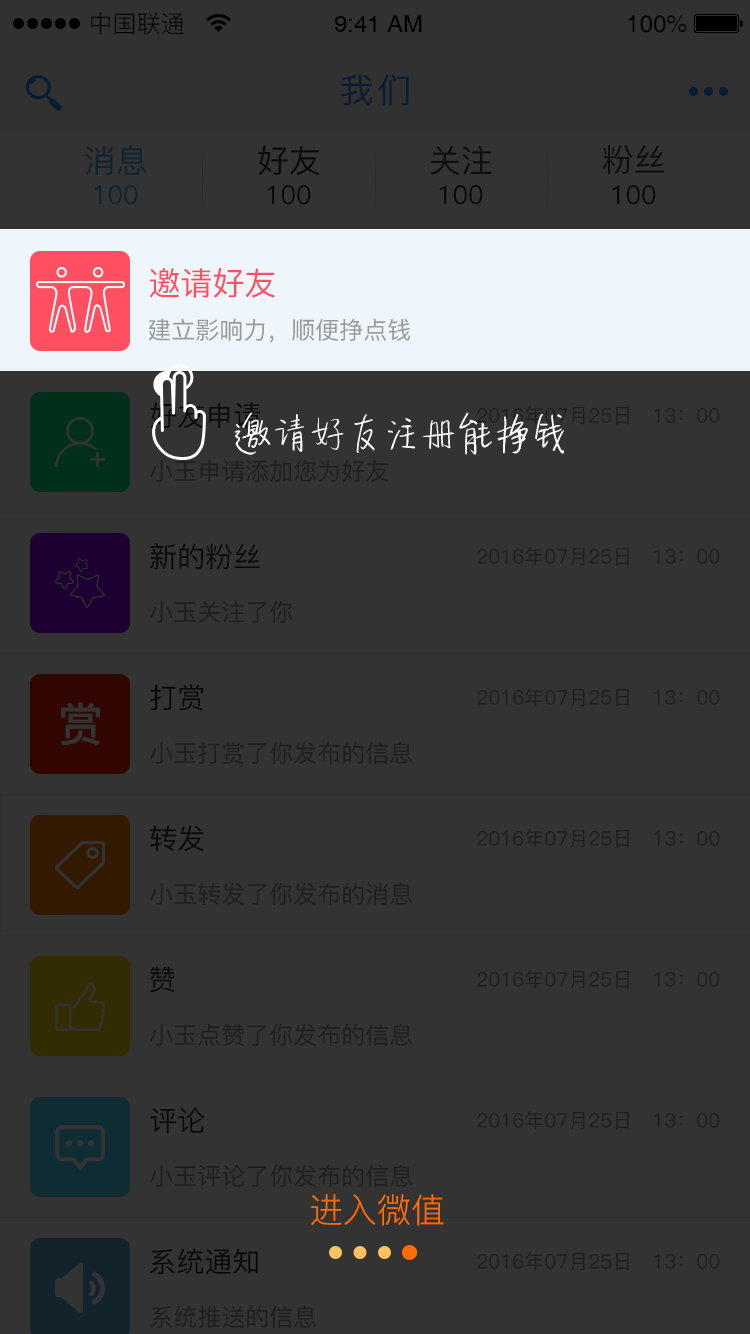 中国联通 9:41 AM 100%
我们
消息 好友 关注 粉丝
100 100 100 100
邀请好友
建立影响力，顺便挣点钱
好友申请 2016年07月25日 13：00
邀请好友注册能挣钱
小玉申请添加您为好友
新的粉丝 2016年07月25日 13：00
小玉关注了你
赏
打赏 2016年07月25日 13：00
小玉打赏了你发布的信息
转发 2016年07月25日 13：00
小玉转发了你发布的消息
赞 2016年07月25日 13：00
小玉点赞了你发布的信息
评论 2016年07月25日 13：00
小玉评论了你发布的信息
进入微值
系统通知 2016年07月25日 13：00
系统推送的信息